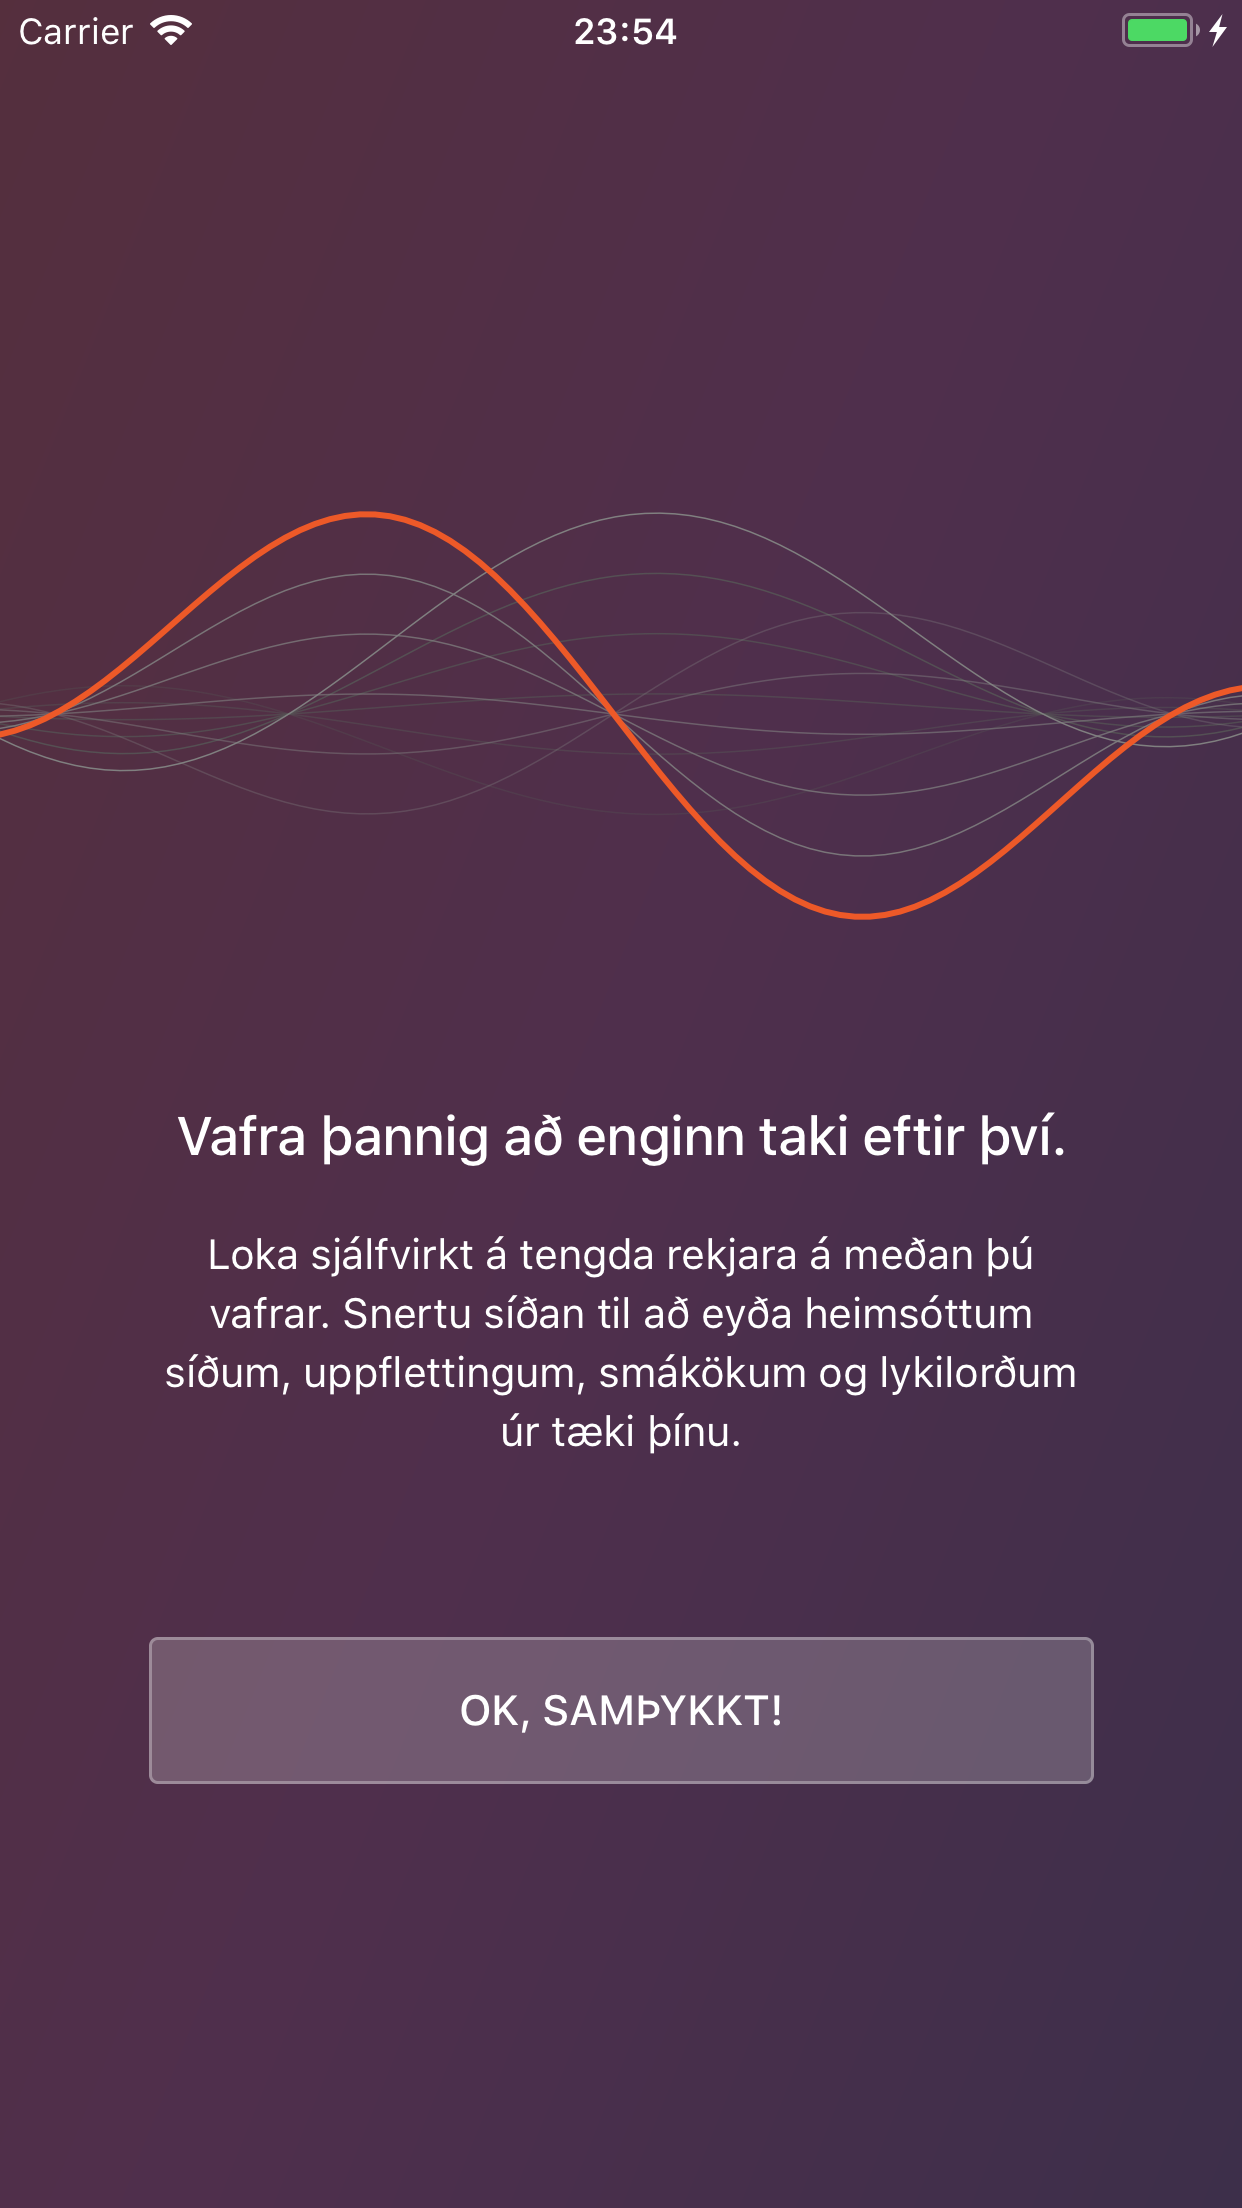 Carrier
23:54
Vafra þannig að enginn taki eftir því.
Loka sjálfvirkt á tengda rekjara á meðan þú
vafrar. Snertu síðan til að eyða heimsóttum
síðum, uppflettingum, smákökum og lykilorðum
úr tæki þínu.
OK, SAMÞYKKT!